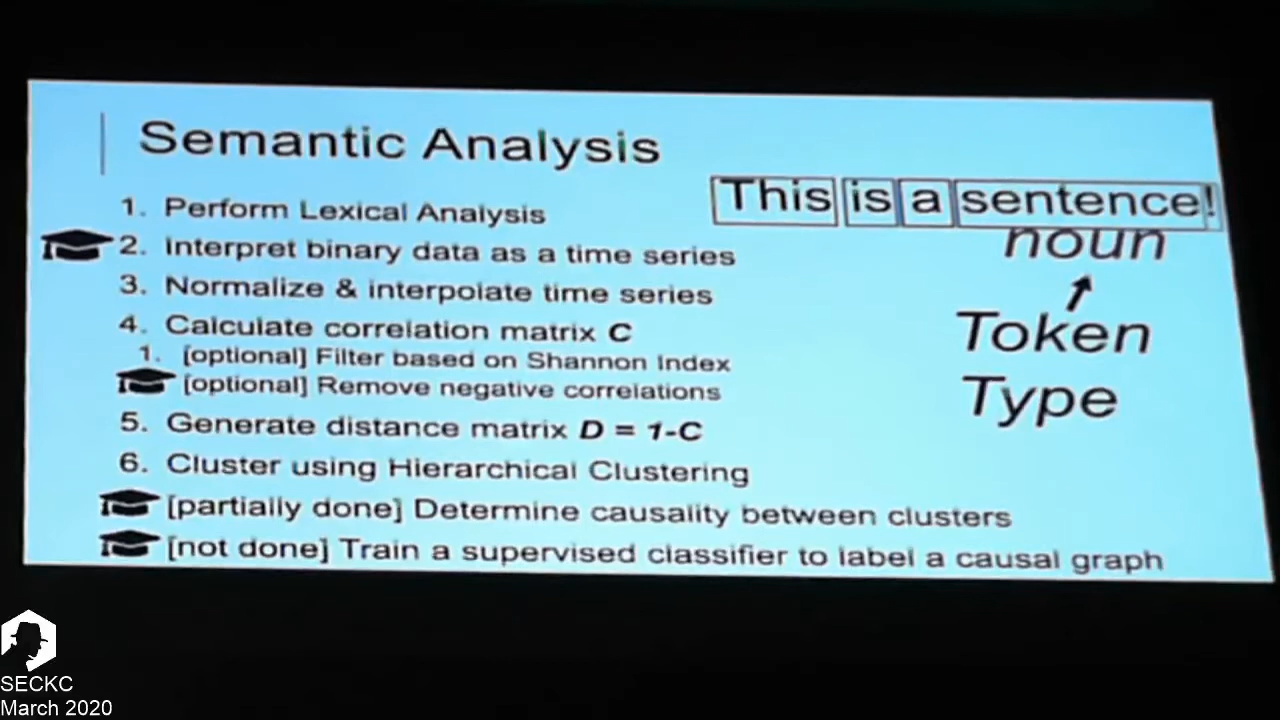 Semantic Analysis
1. Perform Lexical Analysis
2. Interpret binary data as a time series
3. Normalize & interpolate time series
4. Calculate correlation matrix C
1. [optional] Filter based on Shannon Index
[optional] Remove negative correlations
5. Generate distance matrix D = 1-C
6. Cluster using Hierarchical Clustering
[partially done] Determine causality between clusters
[not done] Train a supervised classifier to label a causal graph
This is a sentence!
noun
Token
Type
SECKC
March 2020